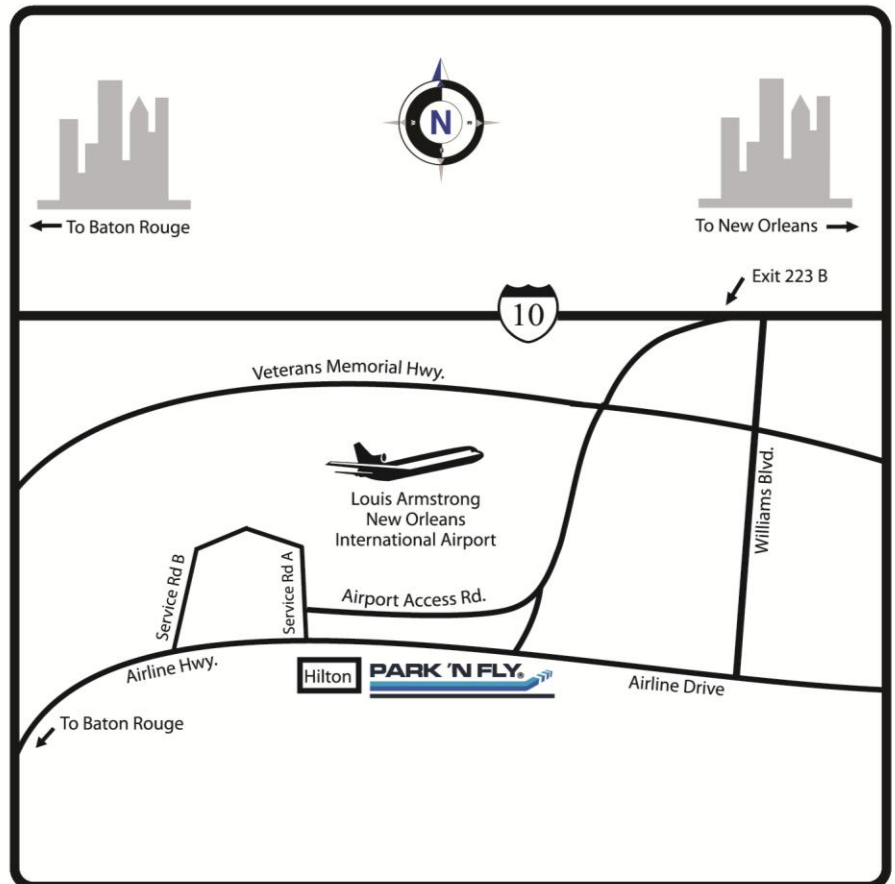 N
To Baton Rouge
To New Orleans
Exit 223 B
10
Veterans Memorial Hwy.
Louis Armstrong
New Orleans
International Airport
Williams Blvd.
Service Rd B
Service Rd A
Airport Access Rd.
Airline Hwy.
Hilton
PARK 'N FLY®
Airline Drive
To Baton Rouge